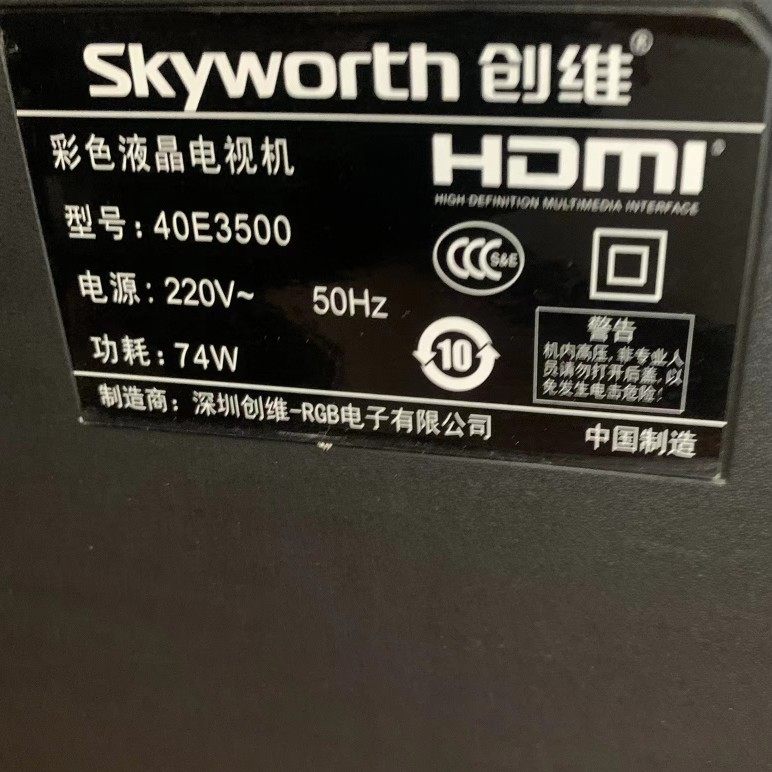 Skyworth 创维®
彩色液晶电视机
HDMI®
HIGH DEFINITION MULTIMEDIA INTERFACE
型号: 40E3500
CCC S&E
电源: 220V~ 50Hz
10
功耗: 74W
警告
机内高压,非专业人
员请勿打开后盖,以
免发生电击危险!
制造商: 深圳创维-RGB电子有限公司
中国制造